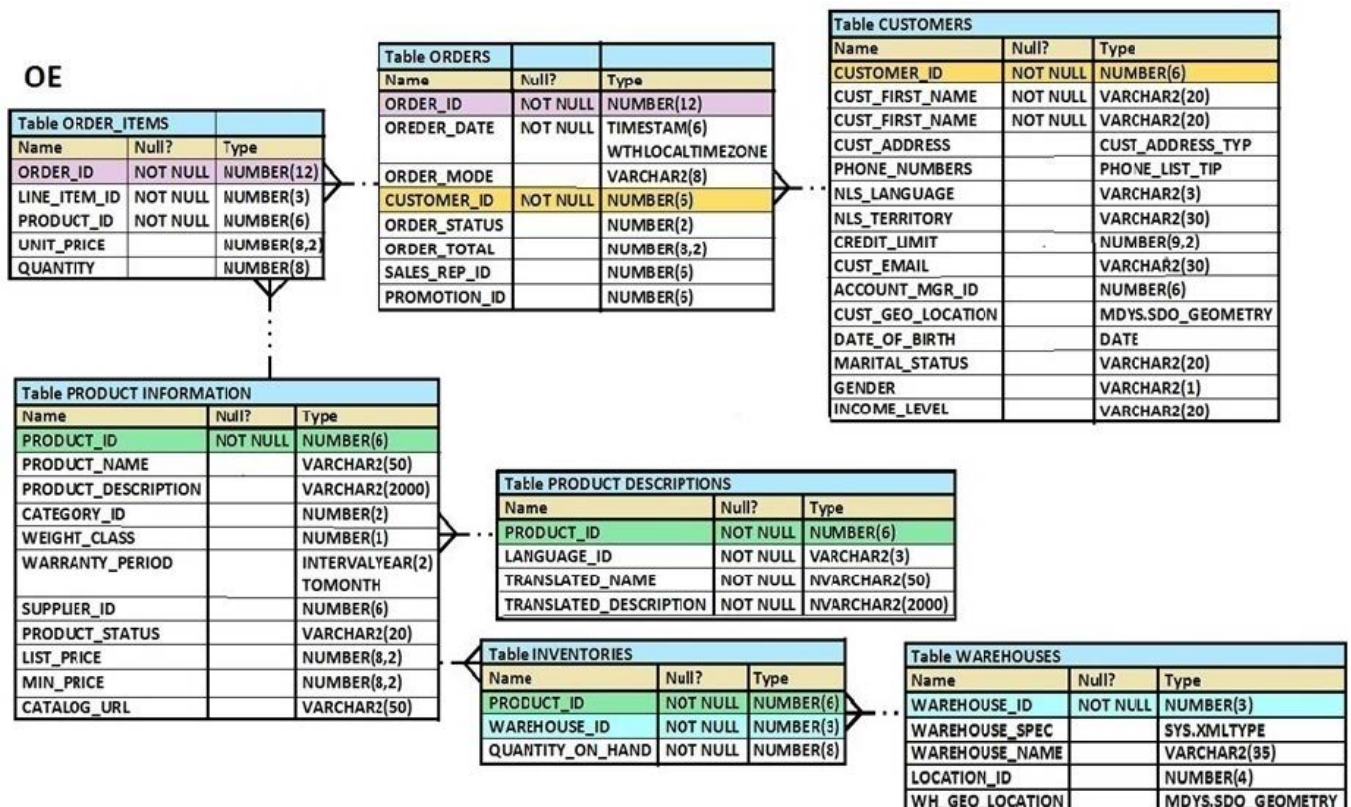 OE
Table ORDER_ITEMS
Name Null? Type
ORDER_ID NOT NULL NUMBER(12)
LINE_ITEM_ID NOT NULL NUMBER(3)
PRODUCT_ID NOT NULL NUMBER(6)
UNIT_PRICE NUMBER(8,2)
QUANTITY NUMBER(8)
Table ORDERS
Name Null? Type
ORDER_ID NOT NULL NUMBER(12)
OREDER_DATE NOT NULL TIMESTAM(6)
WTHLOCALTIMEZONE
ORDER_MODE VARCHAR2(8)
CUSTOMER_ID NOT NULL NUMBER(6)
ORDER_STATUS NUMBER(2)
ORDER_TOTAL NUMBER(8,2)
SALES_REP_ID NUMBER(6)
PROMOTION_ID NUMBER(6)
Table CUSTOMERS
Name Null? Type
CUSTOMER_ID NOT NULL NUMBER(6)
CUST_FIRST_NAME NOT NULL VARCHAR2(20)
CUST_FIRST_NAME NOT NULL VARCHAR2(20)
CUST_ADDRESS CUST_ADDRESS_TYP
PHONE_NUMBERS PHONE_LIST_TIP
NLS_LANGUAGE VARCHAR2(3)
NLS_TERRITORY VARCHAR2(30)
CREDIT_LIMIT NUMBER(9,2)
CUST_EMAIL VARCHAR2(30)
ACCOUNT_MGR_ID NUMBER(6)
CUST_GEO_LOCATION MDYS.SDO_GEOMETRY
DATE_OF_BIRTH DATE
MARITAL_STATUS VARCHAR2(20)
GENDER VARCHAR2(1)
INCOME_LEVEL VARCHAR2(20)
Table PRODUCT INFORMATION
Name Null? Type
PRODUCT_ID NOT NULL NUMBER(6)
PRODUCT_NAME VARCHAR2(50)
PRODUCT_DESCRIPTION VARCHAR2(2000)
CATEGORY_ID NUMBER(2)
WEIGHT_CLASS NUMBER(1)
WARRANTY_PERIOD INTERVALYEAR(2)
TOMONTH
SUPPLIER_ID NUMBER(6)
PRODUCT_STATUS VARCHAR2(20)
LIST_PRICE NUMBER(8,2)
MIN_PRICE NUMBER(8,2)
CATALOG_URL VARCHAR2(50)
Table PRODUCT DESCRIPTIONS
Name Null? Type
PRODUCT_ID NOT NULL NUMBER(6)
LANGUAGE_ID NOT NULL VARCHAR2(3)
TRANSLATED_NAME NOT NULL NVARCHAR2(50)
TRANSLATED_DESCRIPTION NOT NULL NVARCHAR2(2000)
Table INVENTORIES
Name Null? Type
PRODUCT_ID NOT NULL NUMBER(6)
WAREHOUSE_ID NOT NULL NUMBER(3)
QUANTITY_ON_HAND NOT NULL NUMBER(8)
Table WAREHOUSES
Name Null? Type
WAREHOUSE_ID NOT NULL NUMBER(3)
WAREHOUSE_SPEC SYS.XMLTYPE
WAREHOUSE_NAME VARCHAR2(35)
LOCATION_ID NUMBER(4)
WH_GEO_LOCATION MDYS.SDO_GEOMETRY